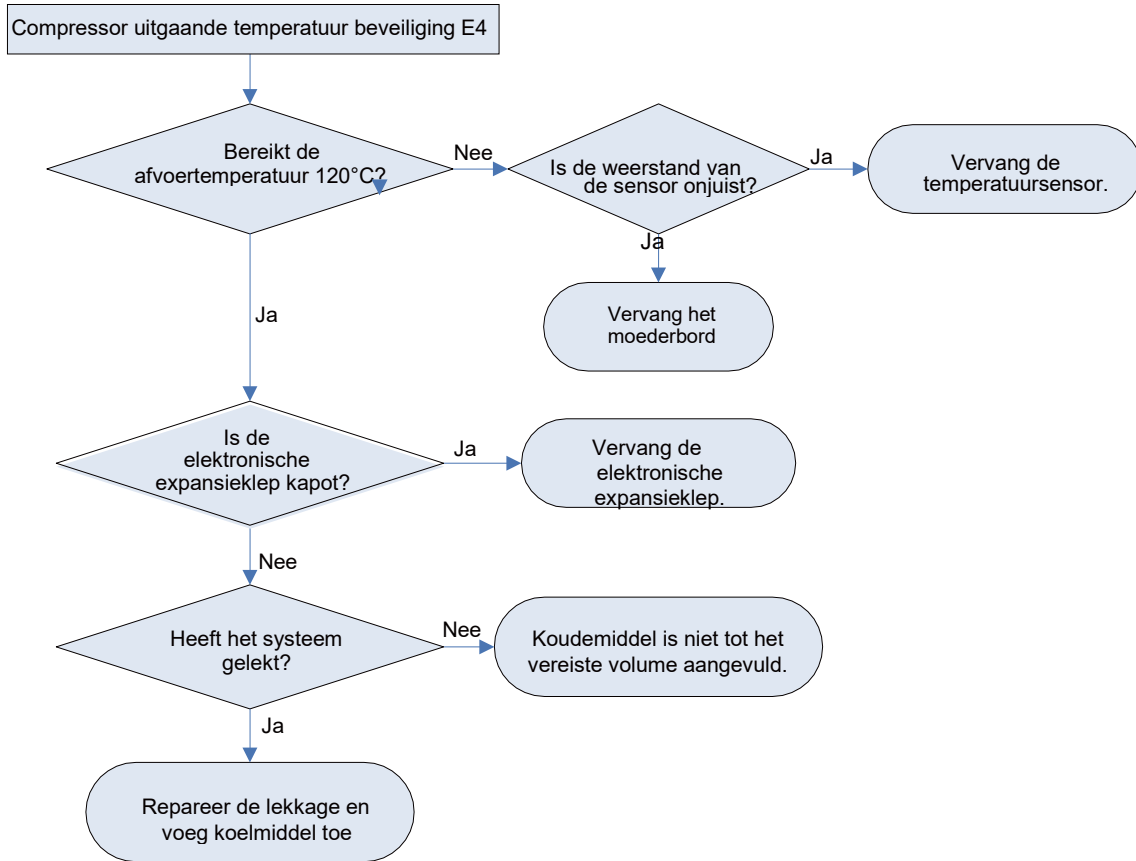 Compressor uitgaande temperatuur beveiliging E4
Bereikt de
afvoertemperatuur 120°C?
Nee
Is de weerstand van
de sensor onjuist?
Ja
Vervang de
temperatuursensor.
Ja
Vervang het
moederbord
Ja
Is de
elektronische
expansieklep kapot?
Ja
Vervang de
elektronische
expansieklep.
Nee
Heeft het systeem
gelekt?
Nee
Koudemiddel is niet tot het
vereiste volume aangevuld.
Ja
Repareer de lekkage en
voeg koelmiddel toe